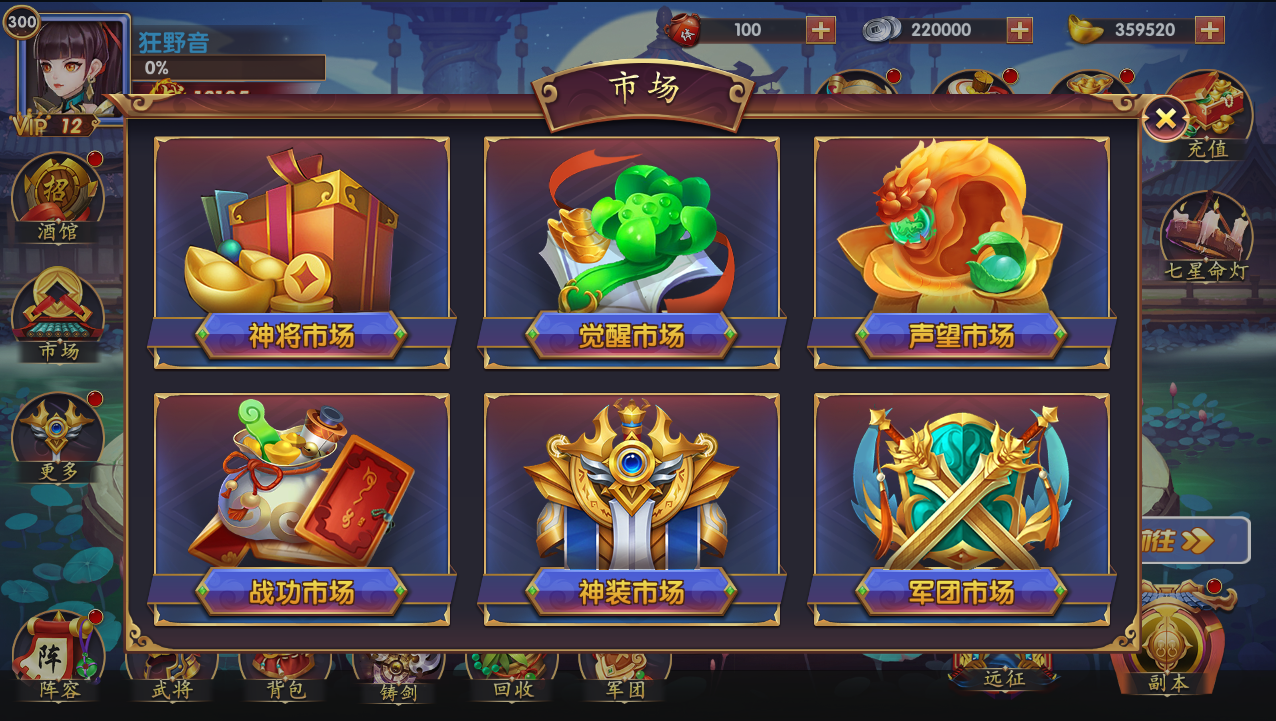 300
狂野音
0%
VIP 12
100
220000
359520
市场
充值
酒馆
招
七星命灯
市场
更多
神将市场
觉醒市场
声望市场
战功市场
神装市场
军团市场
往
阵
阵容
武将
背包
铸剑
回收
军团
远征
副本